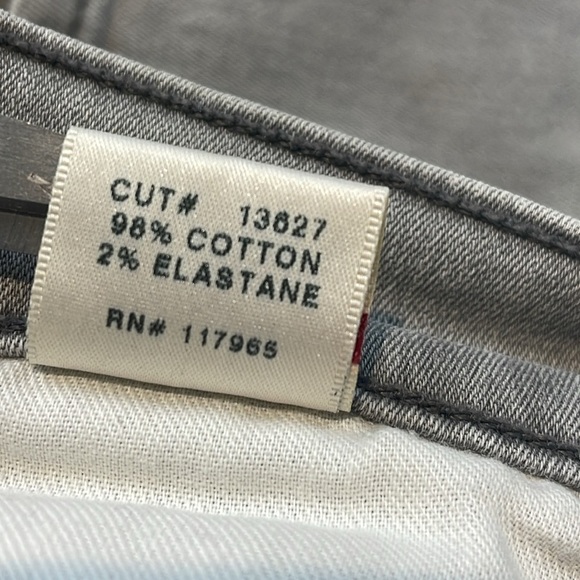 CUT# 13627
98% COTTON
2% ELASTANE
RN# 117965